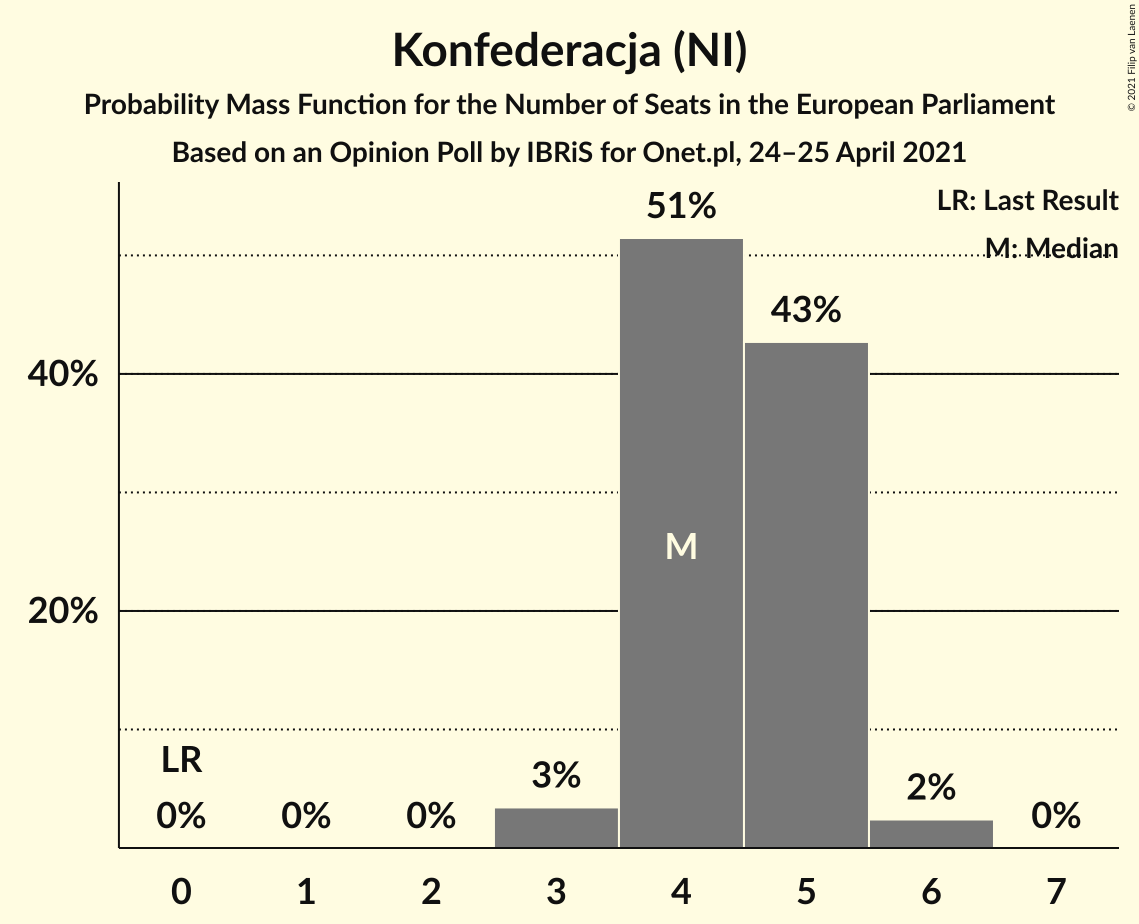 Konfederacja (NI)
Probability Mass Function for the Number of Seats in the European Parliament
Based on an Opinion Poll by IBRiS for Onet.pl, 24–25 April 2021
© 2021 Filip van Laenen
LR: Last Result
M: Median
51%
43%
40%
M
20%
LR
3%
2%
0% 0% 0% 0%
0 1 2 3 4 5 6 7